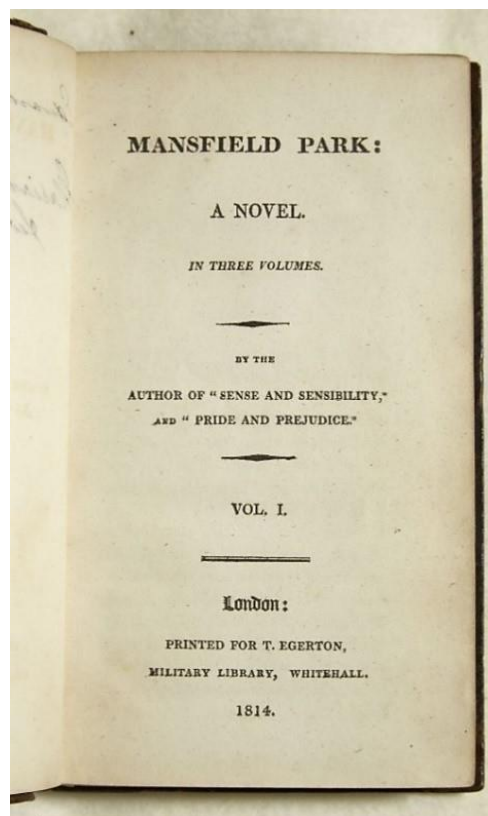 MANSFIELD PARK:
A NOVEL.
IN THREE VOLUMES.
BY THE
AUTHOR OF "SENSE AND SENSIBILITY,"
AND "PRIDE AND PREJUDICE."
VOL. I.
London:
PRINTED FOR T. EGERTON,
MILITARY LIBRARY, WHITEHALL.
1814.